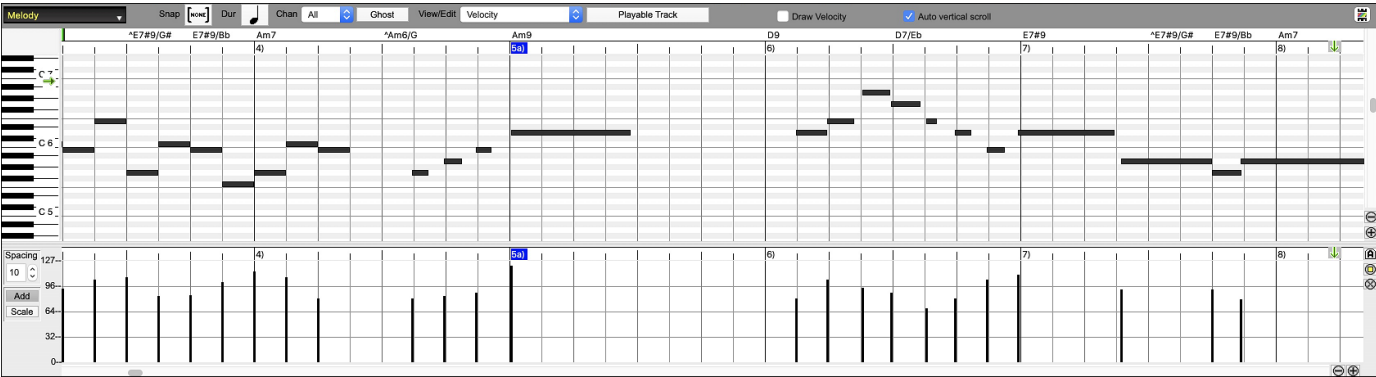 Melody Snap [NONE] Dur Chan All Ghost View/Edit Velocity Playable Track Draw Velocity Auto vertical scroll
^E7#9/G# E7#9/Bb Am7 ^Am6/G Am9 D9 D7/Eb E7#9 ^E7#9/G# E7#9/Bb Am7
4) 5a) 6) 7) 8)
C 7
C 6
C 5
4) 5a) 6) 7) 8)
Spacing 127
10
96
Add
Scale 64
32
0
A